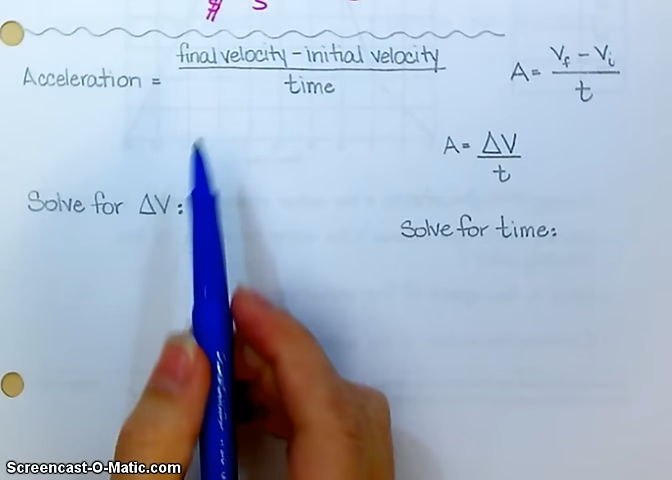 $ s
Acceleration = final velocity - initial velocity
time
A = Vf - Vi
t
A = ΔV
t
Solve for ΔV:
Solve for time:
Screencast-O-Matic.com